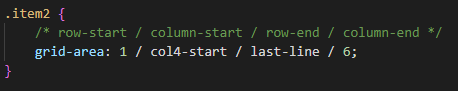 .item2 {
/* row-start / column-start / row-end / column-end */
grid-area: 1 / col4-start / last-line / 6;
}